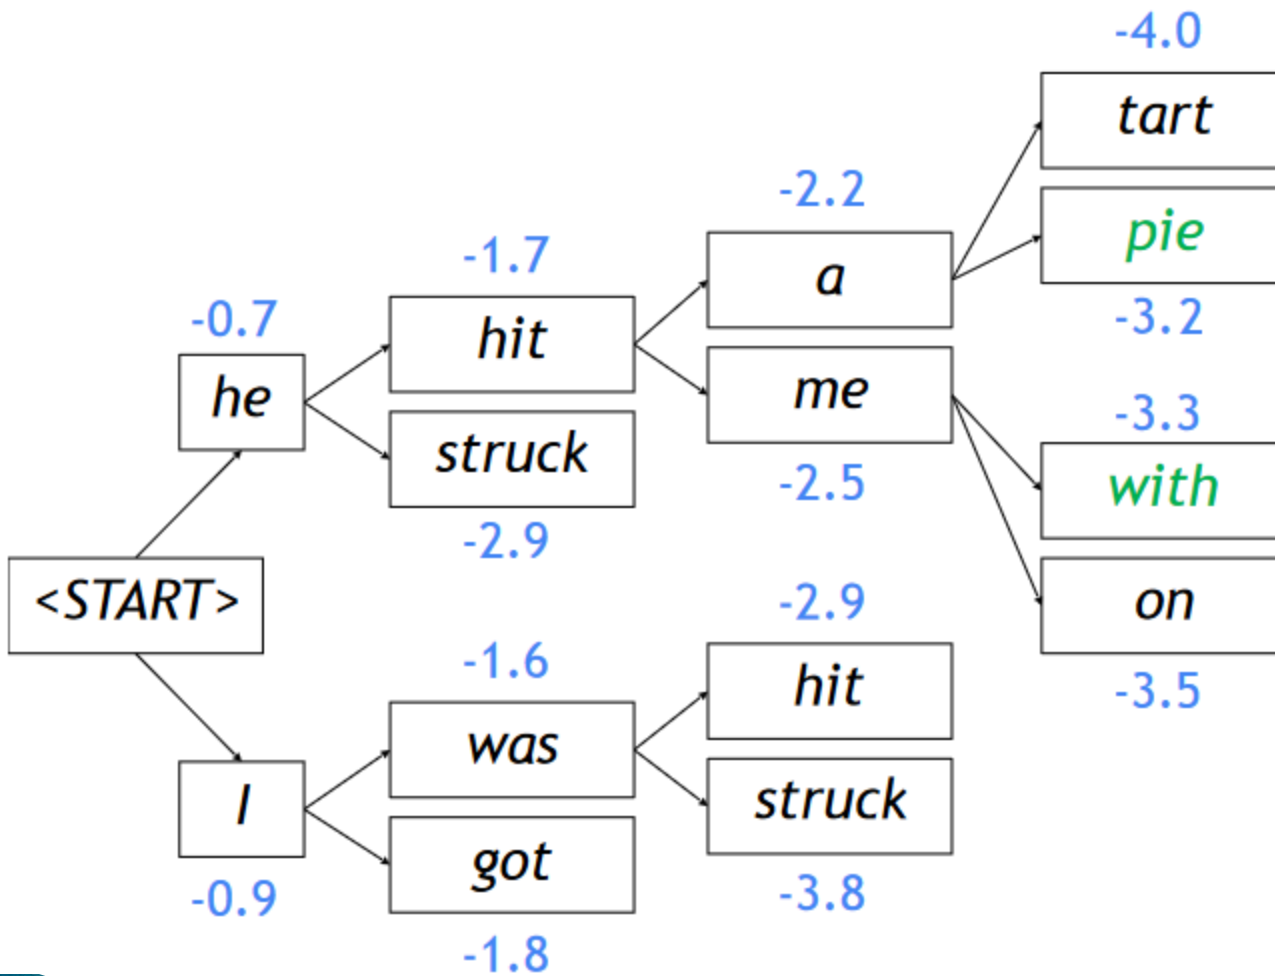 -4.0
tart
pie
-3.2
-2.2
a
-1.7
hit
-0.7
he
me
-2.5
-3.3
with
struck
-2.9
on
-3.5
<START>
-2.9
hit
-1.6
was
struck
-3.8
I
-0.9
got
-1.8